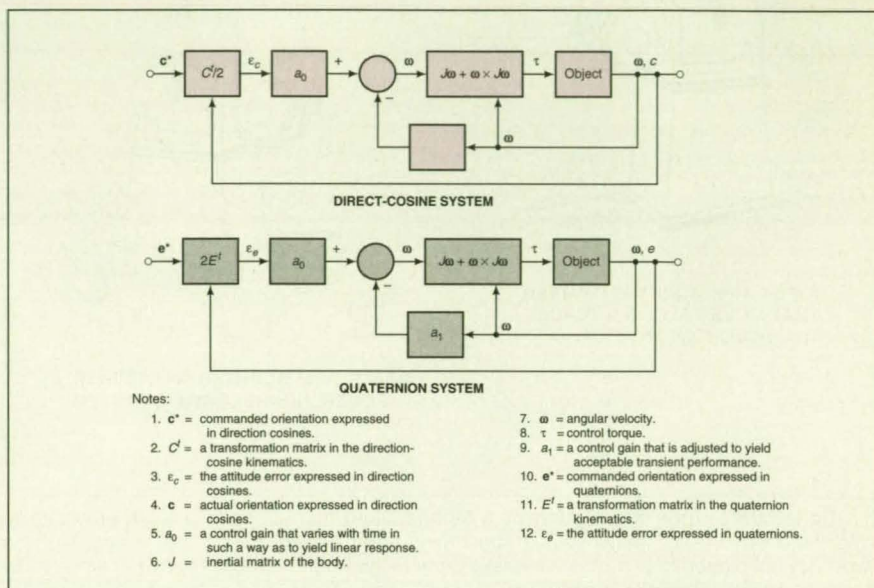 c* C^t/2 ε_c a₀ + ω Jω + ω × Jω τ Object ω, c
−
ω
DIRECT-COSINE SYSTEM
e* 2E^t ε_e a₀ + ω Jω + ω × Jω τ Object ω, e
−
a₁ ω
QUATERNION SYSTEM
Notes:
1. c* = commanded orientation expressed
in direction cosines.
2. C^t = a transformation matrix in the direction-
cosine kinematics.
3. ε_c = the attitude error expressed in direction
cosines.
4. c = actual orientation expressed in direction
cosines.
5. a₀ = a control gain that varies with time in
such a way as to yield linear response.
6. J = inertial matrix of the body.
7. ω = angular velocity.
8. τ = control torque.
9. a₁ = a control gain that is adjusted to yield
acceptable transient performance.
10. e* = commanded orientation expressed in
quaternions.
11. E^t = a transformation matrix in the quaternion
kinematics.
12. ε_e = the attitude error expressed in quaternions.